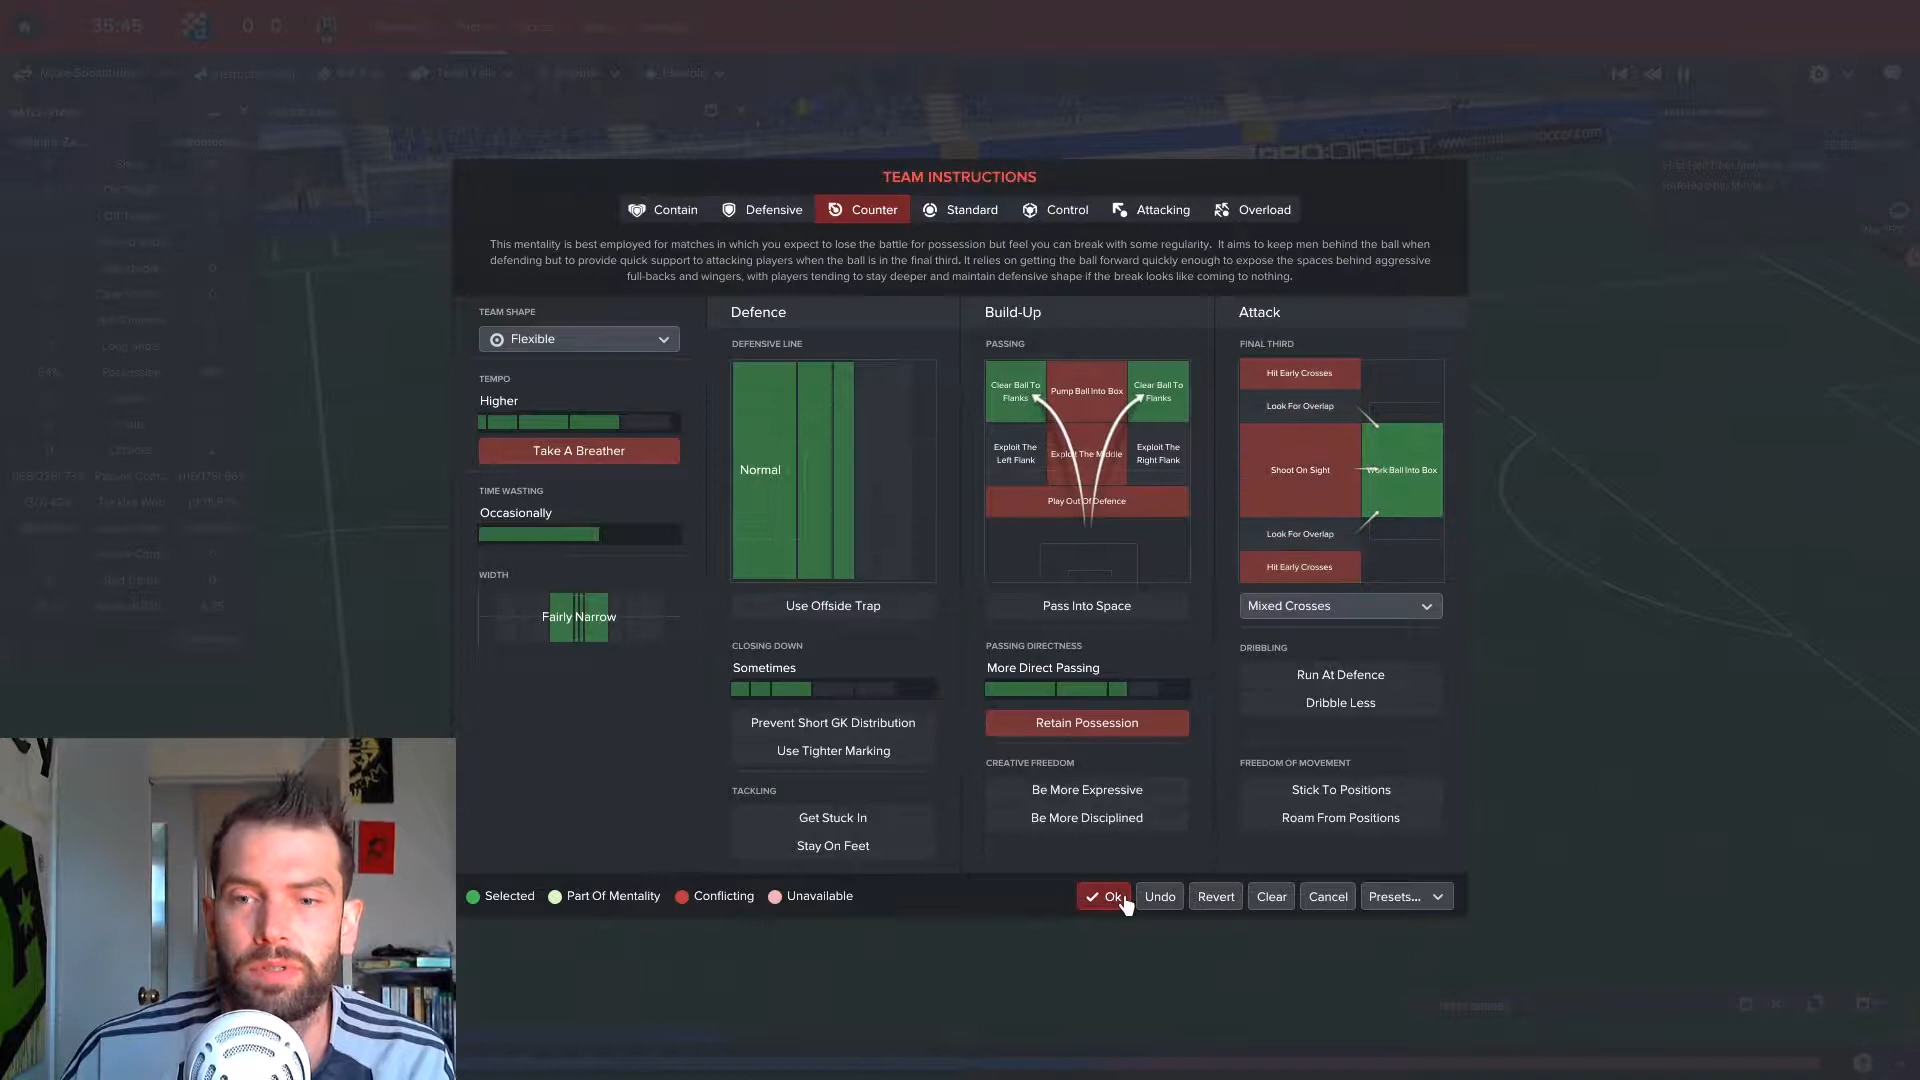 35:45
0 0
TEAM INSTRUCTIONS
Contain Defensive Counter Standard Control Attacking Overload
This mentality is best employed for matches in which you expect to lose the battle for possession but feel you can break with some regularity. It aims to keep men behind the ball when
defending but to provide quick support to attacking players when the ball is in the final third. It relies on getting the ball forward quickly enough to expose the spaces behind aggressive
full-backs and wingers, with players tending to stay deeper and maintain defensive shape if the break looks like coming to nothing.
TEAM SHAPE
Flexible
TEMPO
Higher
Take A Breather
TIME WASTING
Occasionally
WIDTH
Fairly Narrow
Defence
DEFENSIVE LINE
Normal
Use Offside Trap
CLOSING DOWN
Sometimes
Prevent Short GK Distribution
Use Tighter Marking
TACKLING
Get Stuck In
Stay On Feet
Build-Up
PASSING
Clear Ball To
Flanks
Pump Ball Into Box
Clear Ball To
Flanks
Exploit The
Left Flank
Exploit The Middle
Exploit The
Right Flank
Play Out Of Defence
Pass Into Space
PASSING DIRECTNESS
More Direct Passing
Retain Possession
CREATIVE FREEDOM
Be More Expressive
Be More Disciplined
Attack
FINAL THIRD
Hit Early Crosses
Look For Overlap
Shoot On Sight
Work Ball Into Box
Look For Overlap
Hit Early Crosses
Mixed Crosses
DRIBBLING
Run At Defence
Dribble Less
FREEDOM OF MOVEMENT
Stick To Positions
Roam From Positions
Selected Part Of Mentality Conflicting Unavailable
Ok Undo Revert Clear Cancel Presets...